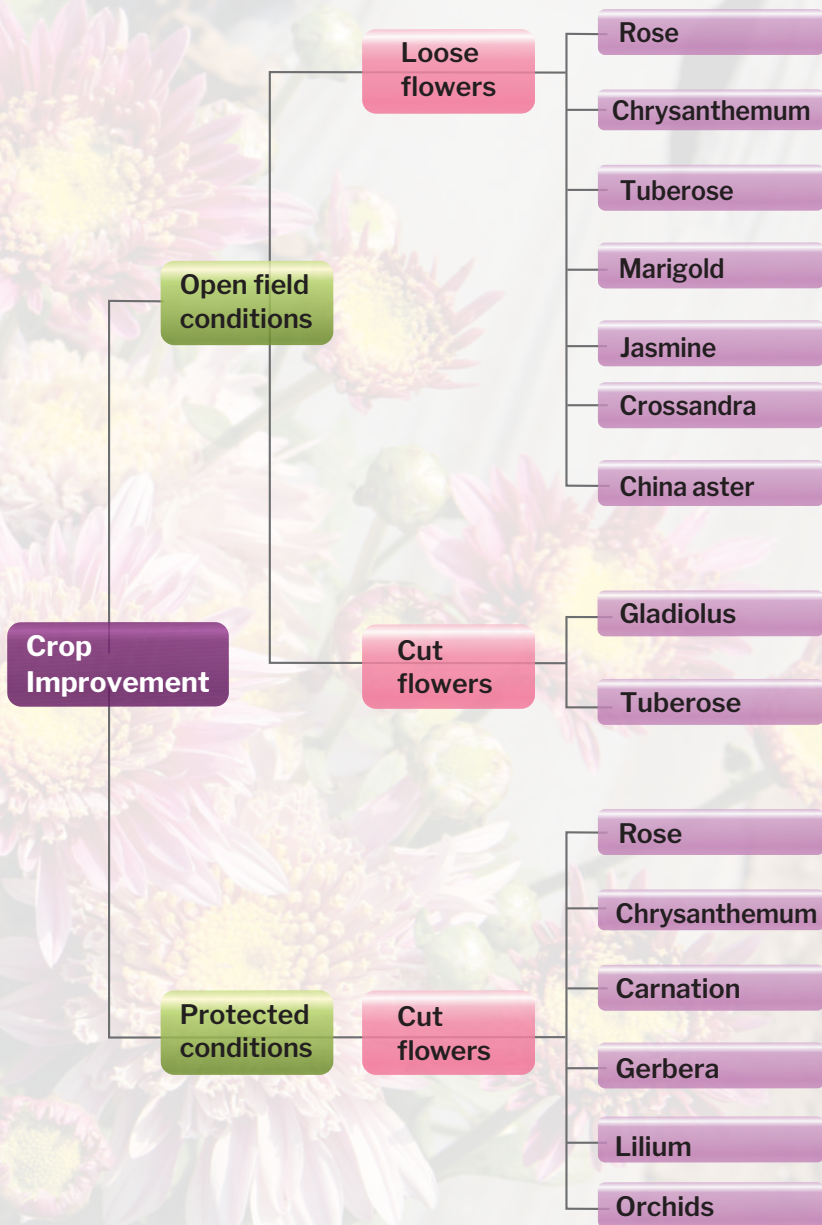 Crop
Improvement
Open field
conditions
Loose
flowers
Rose
Chrysanthemum
Tuberose
Marigold
Jasmine
Crossandra
China aster
Cut
flowers
Gladiolus
Tuberose
Protected
conditions
Cut
flowers
Rose
Chrysanthemum
Carnation
Gerbera
Lilium
Orchids